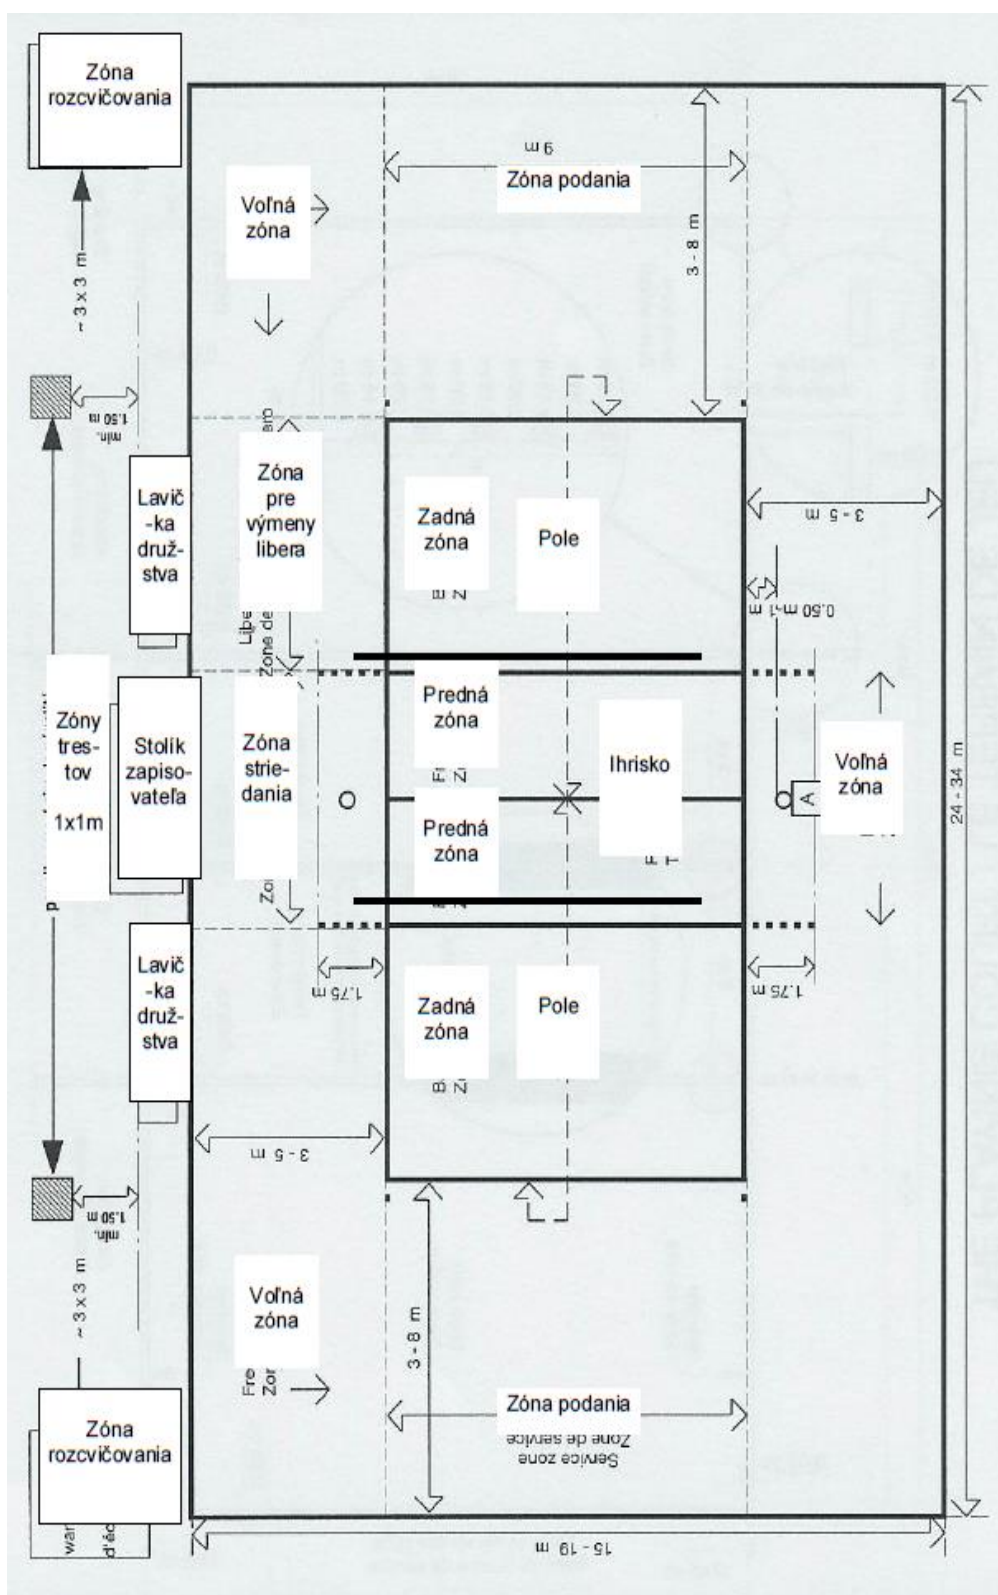 Zóna
rozcvičovania
9 m
Zóna podania
Voľná
zóna
3 - 8 m
~ 3 x 3 m
1.50 m
min.
Lavič
-ka
druž-
stva
Zóna
pre
výmeny
libera
Zadná
zóna
Pole
3 - 5 m
0.50 m-1 m
Zone de
Predná
zóna
Zóny
tres-
tov
1x1m
Stolík
zapiso-
vateľa
Zóna
strie-
dania
Ihrisko
Voľná
zóna
A
24 - 34 m
Predná
zóna
Lavič
-ka
druž-
stva
1.75 m
1.75 m
Zadná
zóna
Pole
3 - 5 m
1.50 m
min.
~ 3 x 3 m
Voľná
zóna
3 - 8 m
Zóna podania
Zone de service
Service zone
Zóna
rozcvičovania
15 - 19 m